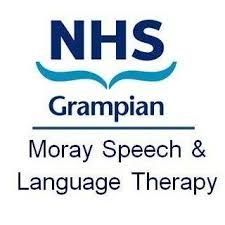 NHS
Grampian
Moray Speech &
Language Therapy